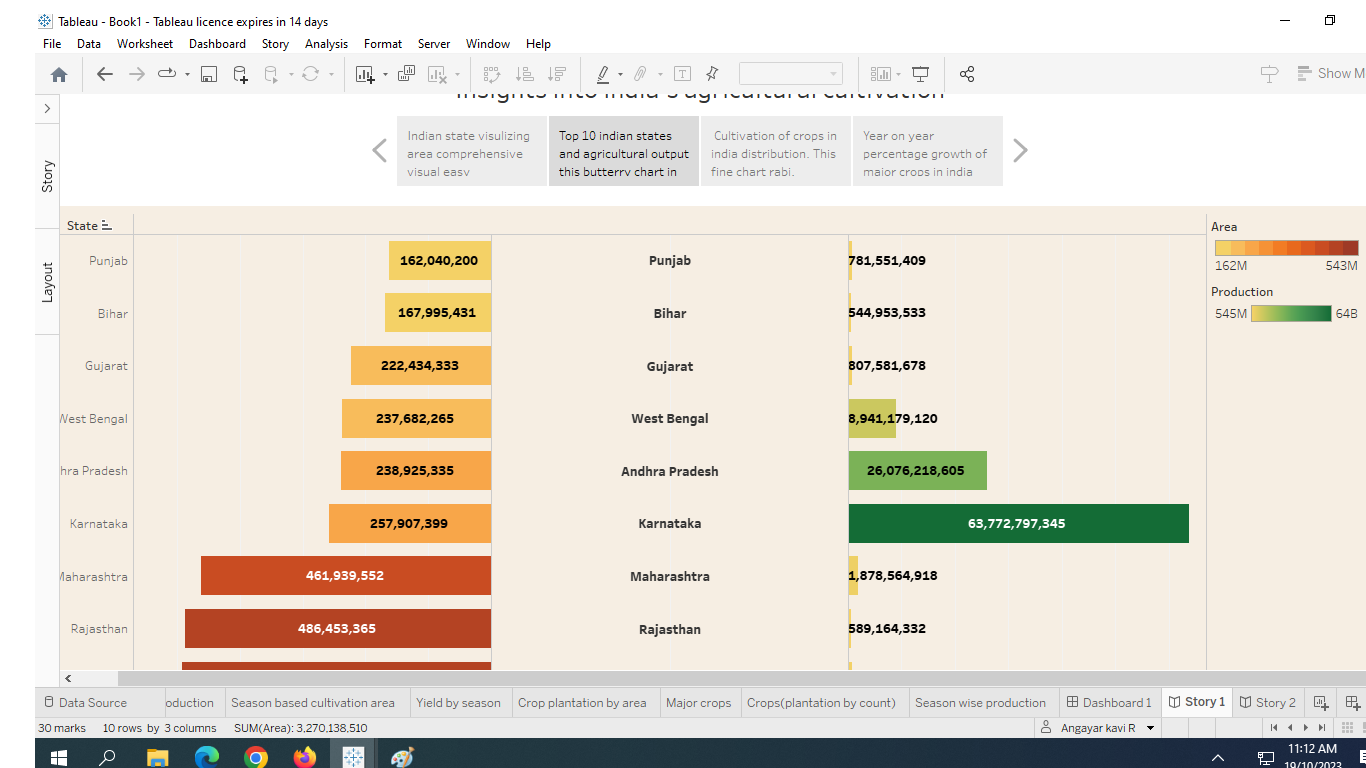 Tableau - Book1 - Tableau licence expires in 14 days
File Data Worksheet Dashboard Story Analysis Format Server Window Help
Show M
Insights into India's agricultural cultivation
Indian state visulizing
area comprehensive
visual easy
Top 10 indian states
and agricultural output
this butterry chart in
Cultivation of crops in
india distribution. This
fine chart rabi,
Year on year
percentage growth of
major crops in india
Story
Layout
State
Punjab 162,040,200 Punjab 781,551,409
Bihar 167,995,431 Bihar 544,953,533
Gujarat 222,434,333 Gujarat 807,581,678
West Bengal 237,682,265 West Bengal 8,941,179,120
hra Pradesh 238,925,335 Andhra Pradesh 26,076,218,605
Karnataka 257,907,399 Karnataka 63,772,797,345
Maharashtra 461,939,552 Maharashtra 1,878,564,918
Rajasthan 486,453,365 Rajasthan 589,164,332
Area
162M 543M
Production
545M 64B
Data Source oduction Season based cultivation area Yield by season Crop plantation by area Major crops Crops(plantation by count) Season wise production Dashboard 1 Story 1 Story 2
30 marks 10 rows by 3 columns SUM(Area): 3,270,138,510 Angayar kavi R
11:12 AM
19/10/2023